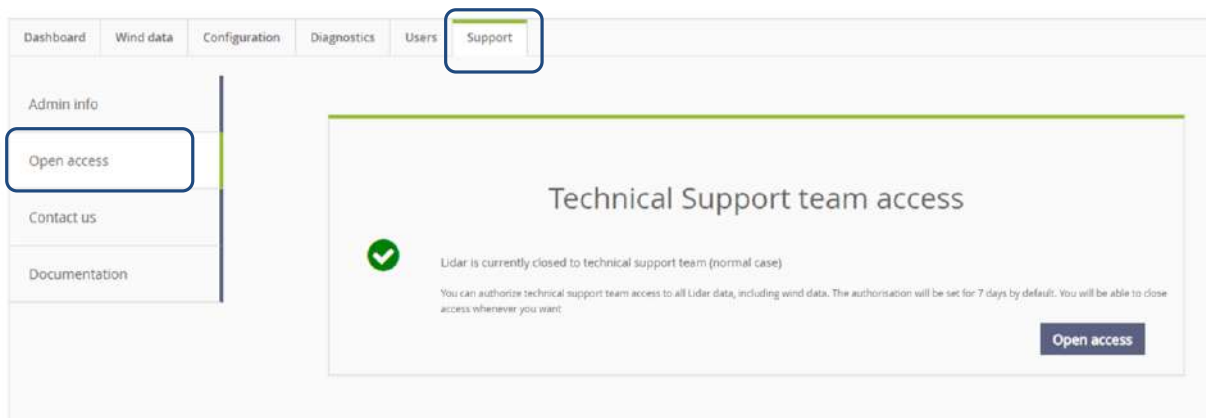 Dashboard Wind data Configuration Diagnostics Users Support
Admin info
Open access
Contact us
Documentation
Technical Support team access
Lidar is currently closed to technical support team (normal case)
You can authorize technical support team access to all Lidar data, including wind data. The authorisation will be set for 7 days by default. You will be able to close
access whenever you want
Open access